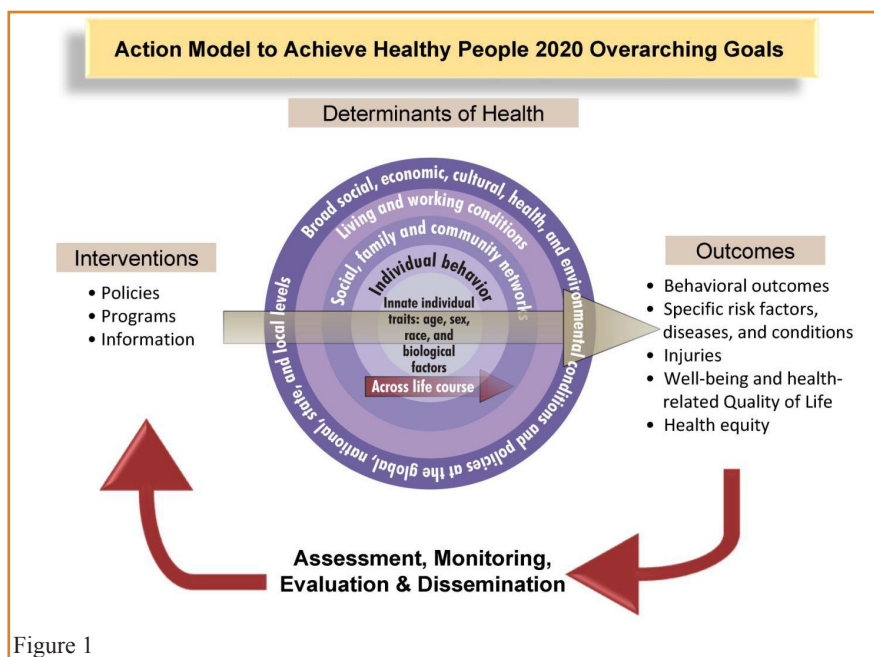 Action Model to Achieve Healthy People 2020 Overarching Goals
Determinants of Health
Broad social, economic, cultural, health, and environmental conditions and policies at the global, national, state, and local levels
Living and working conditions
Social, family and community networks
Individual behavior
Innate individual
traits: age, sex,
race, and
biological
factors
Across life course
Interventions
• Policies
• Programs
• Information
Outcomes
• Behavioral outcomes
• Specific risk factors,
diseases, and conditions
• Injuries
• Well-being and health-
related Quality of Life
• Health equity
Assessment, Monitoring,
Evaluation & Dissemination
Figure 1